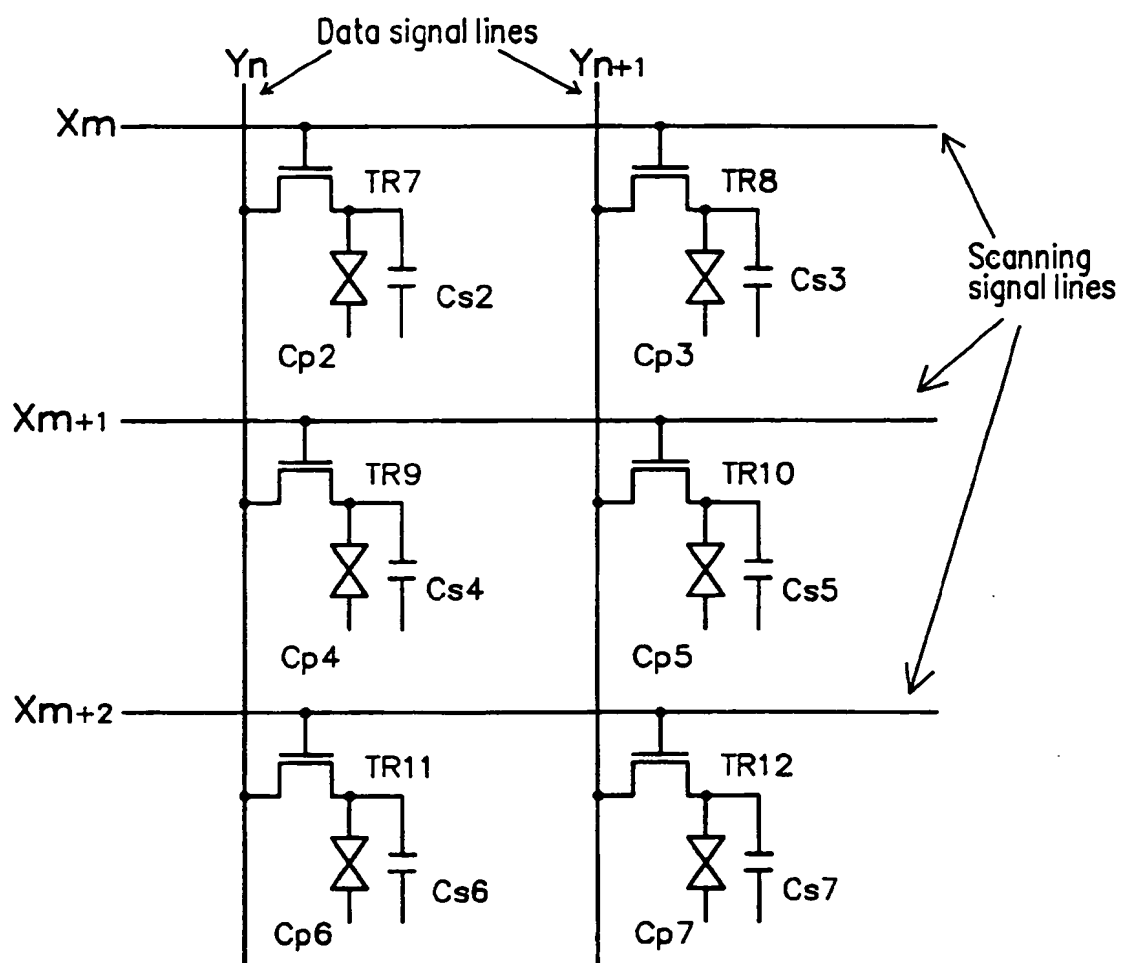 Data signal lines
Yn Yn+1
Xm
TR7 TR8
Scanning
signal lines
Cs2 Cs3
Cp2 Cp3
Xm+1
TR9 TR10
Cs4 Cs5
Cp4 Cp5
Xm+2
TR11 TR12
Cs6 Cs7
Cp6 Cp7